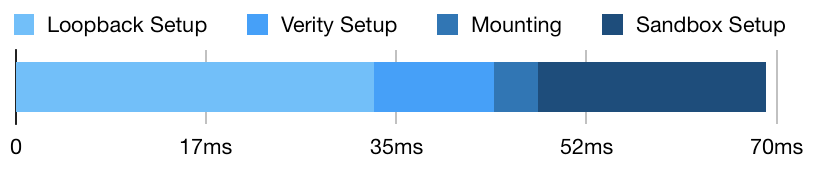 Loopback Setup Verity Setup Mounting Sandbox Setup
0 17ms 35ms 52ms 70ms